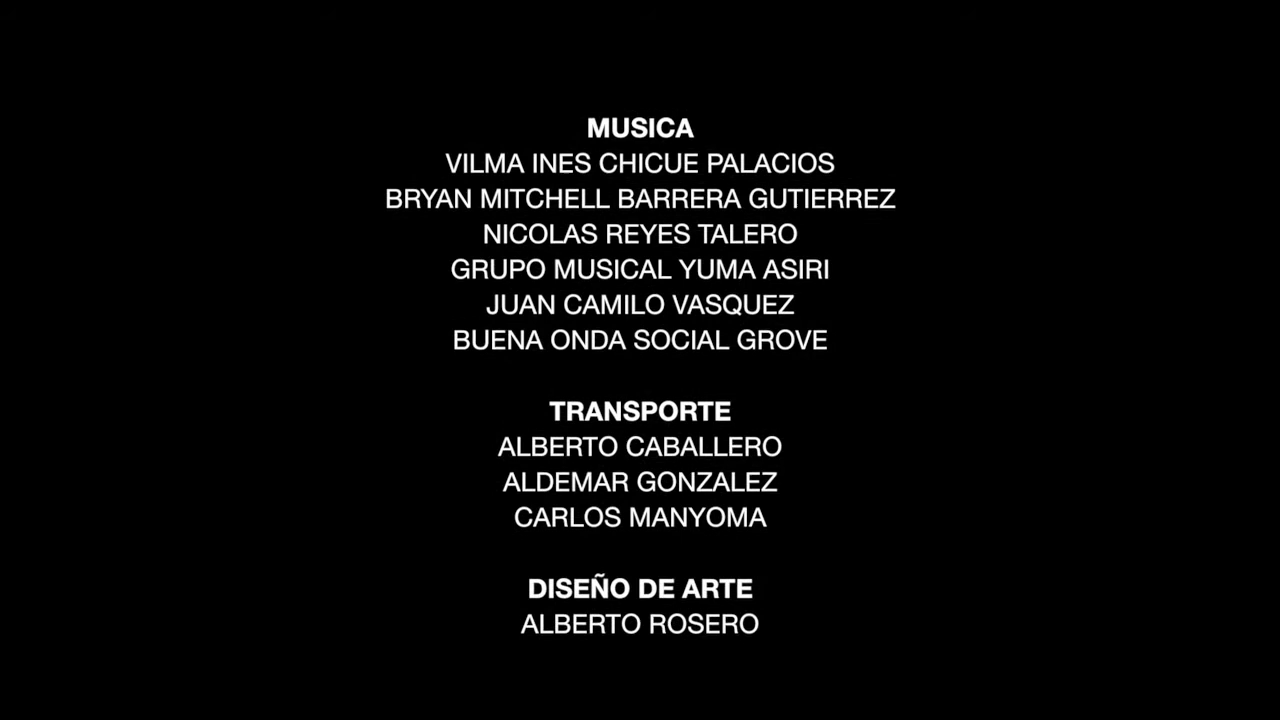 MUSICA
VILMA INES CHICUE PALACIOS
BRYAN MITCHELL BARRERA GUTIERREZ
NICOLAS REYES TALERO
GRUPO MUSICAL YUMA ASIRI
JUAN CAMILO VASQUEZ
BUENA ONDA SOCIAL GROVE
TRANSPORTE
ALBERTO CABALLERO
ALDEMAR GONZALEZ
CARLOS MANYOMA
DISEÑO DE ARTE
ALBERTO ROSERO